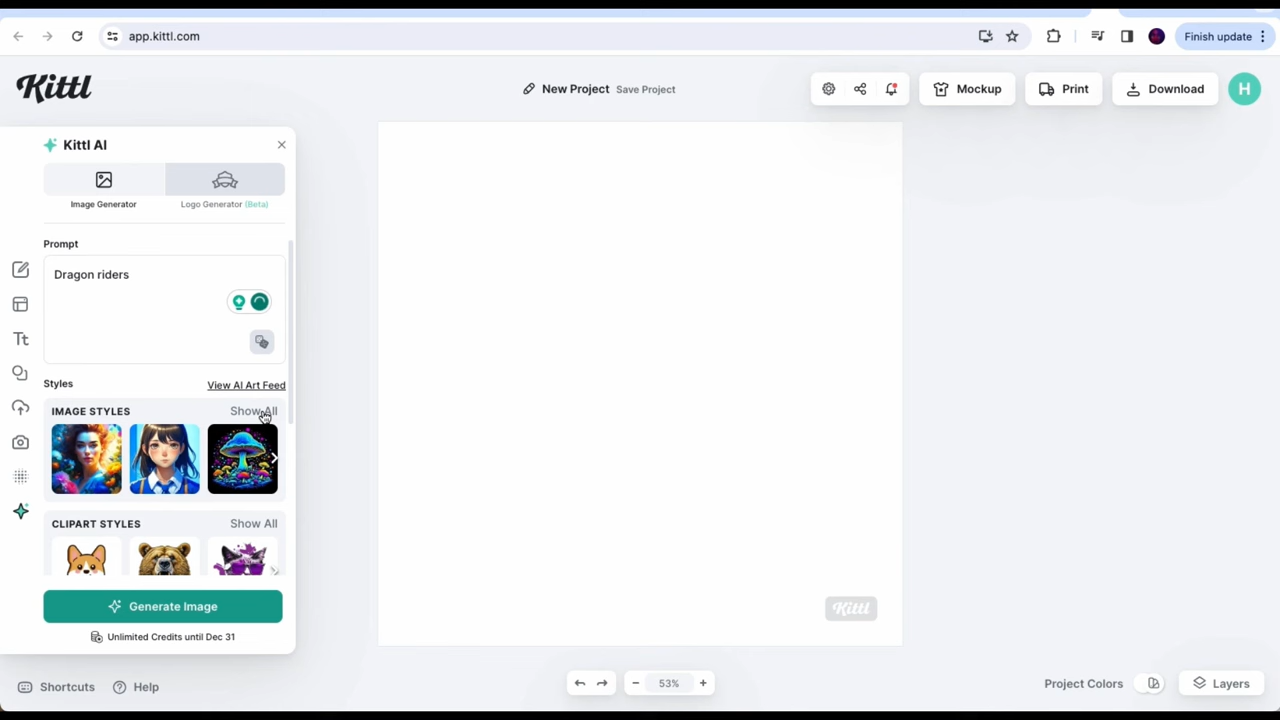 app.kittl.com
Finish update
Kittl
New Project Save Project
Mockup
Print
Download
H
Kittl AI
Image Generator
Logo Generator (Beta)
Prompt
Dragon riders
Styles
View AI Art Feed
IMAGE STYLES
Show All
CLIPART STYLES
Show All
Generate Image
Unlimited Credits until Dec 31
Tt
Kittl
Shortcuts
Help
53%
Project Colors
Layers